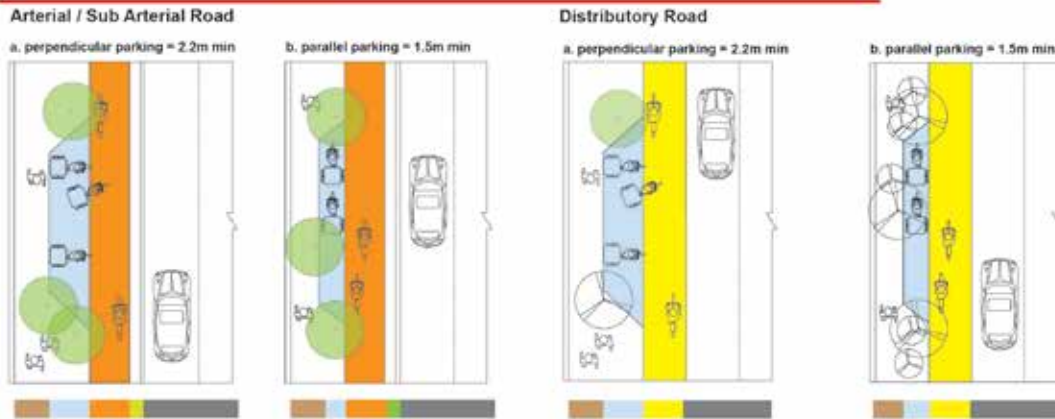 Arterial / Sub Arterial Road
a. perpendicular parking = 2.2m min
b. parallel parking = 1.5m min
Distributory Road
a. perpendicular parking = 2.2m min
b. parallel parking = 1.5m min